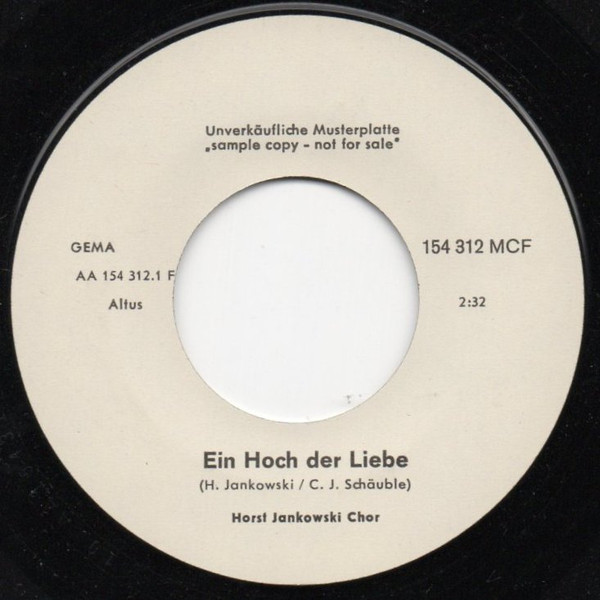 Unverkäufliche Musterplatte
„sample copy - not for sale"
GEMA
154 312 MCF
AA 154 312.1 F
Altus
2:32
Ein Hoch der Liebe
(H. Jankowski / C. J. Schäuble)
Horst Jankowski Chor